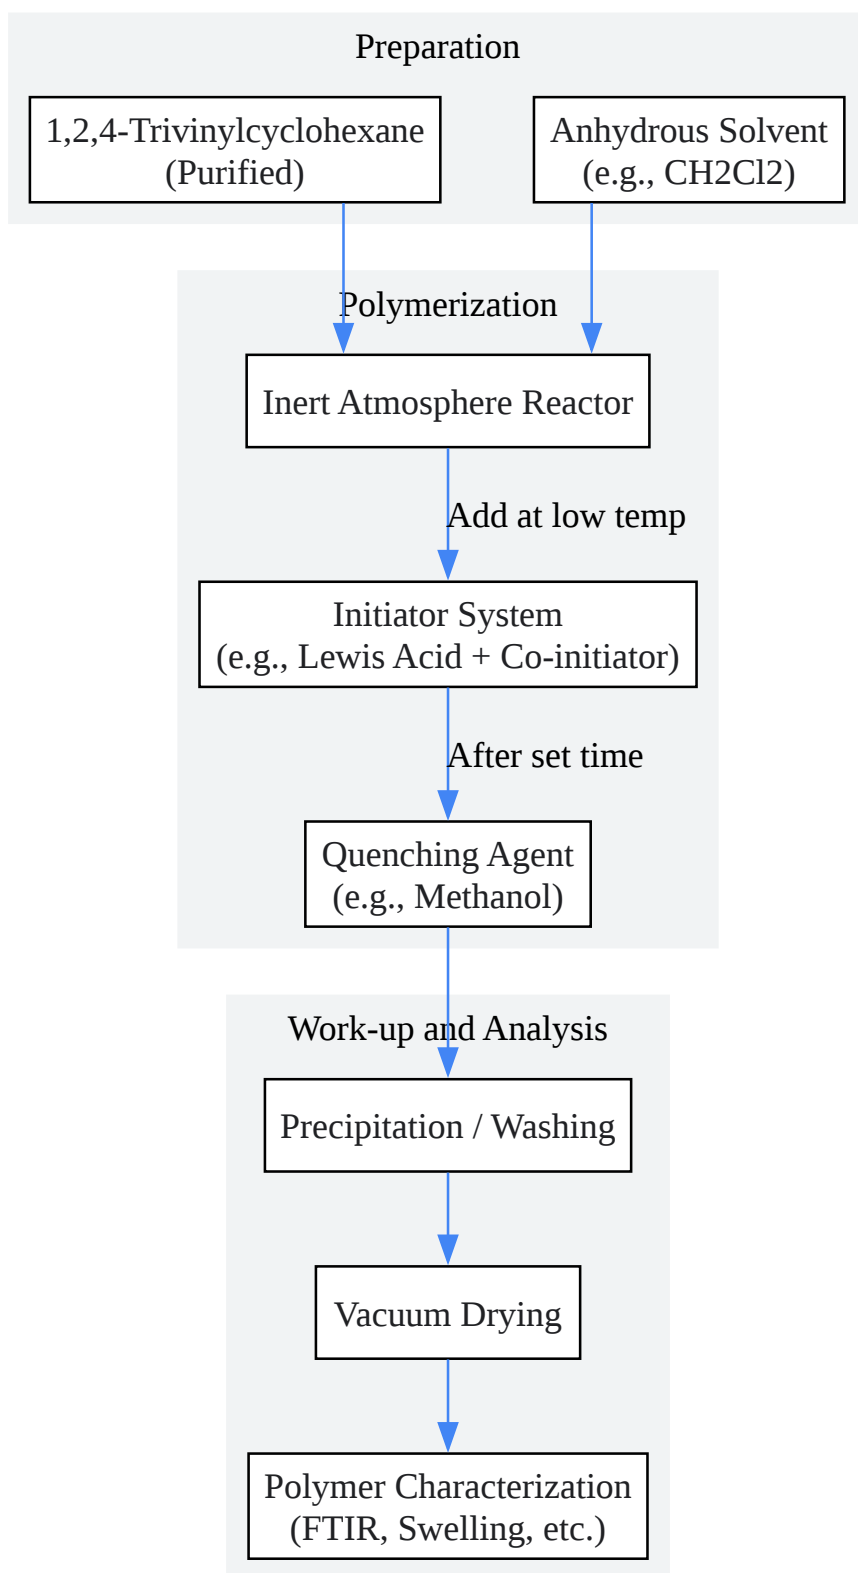 Preparation
1,2,4-Trivinylcyclohexane
(Purified)
Anhydrous Solvent
(e.g., CH2Cl2)
Polymerization
Inert Atmosphere Reactor
Add at low temp
Initiator System
(e.g., Lewis Acid + Co-initiator)
After set time
Quenching Agent
(e.g., Methanol)
Work-up and Analysis
Precipitation / Washing
Vacuum Drying
Polymer Characterization
(FTIR, Swelling, etc.)